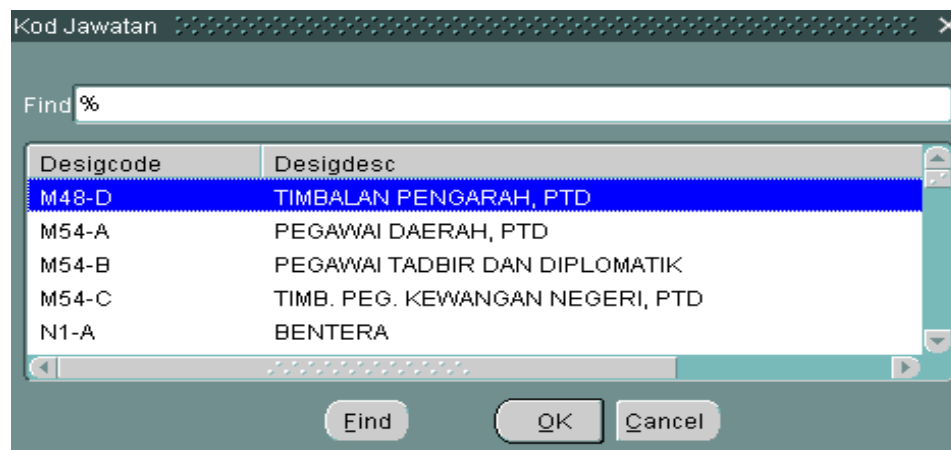 Kod Jawatan
Find %
Desigcode Desigdesc
M48-D TIMBALAN PENGARAH, PTD
M54-A PEGAWAI DAERAH, PTD
M54-B PEGAWAI TADBIR DAN DIPLOMATIK
M54-C TIMB. PEG. KEWANGAN NEGERI, PTD
N1-A BENTERA
Find OK Cancel